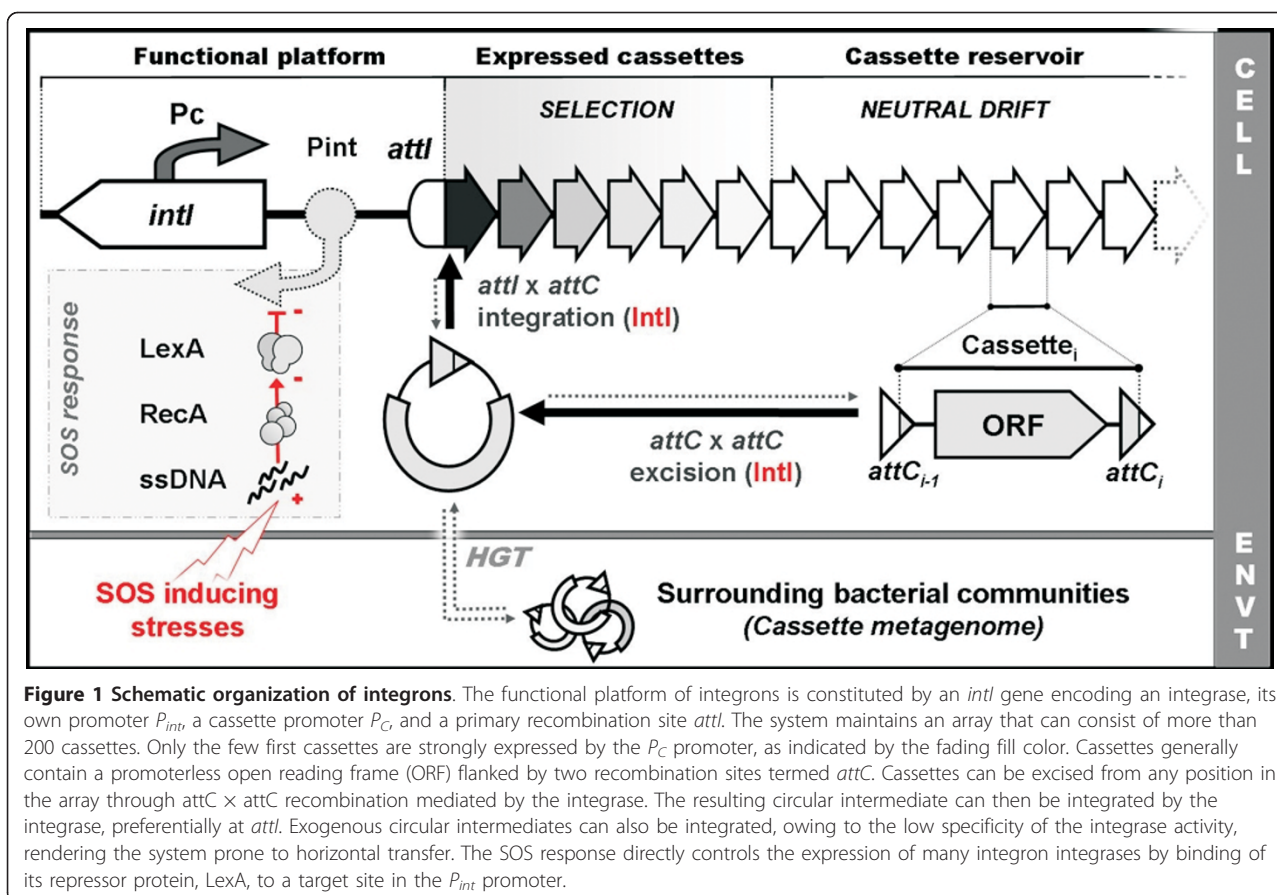 Functional platform
Expressed cassettes
Cassette reservoir
SELECTION
NEUTRAL DRIFT
Pc
Pint
attI
intI
CELL
SOS response
LexA
RecA
ssDNA
-
-
+
attI x attC
integration (IntI)
attC x attC
excision (IntI)
Cassettei
ORF
attCi-1
attCi
SOS inducing
stresses
HGT
Surrounding bacterial communities
(Cassette metagenome)
ENVT
Figure 1 Schematic organization of integrons. The functional platform of integrons is constituted by an intI gene encoding an integrase, its
own promoter Pint, a cassette promoter PC, and a primary recombination site attI. The system maintains an array that can consist of more than
200 cassettes. Only the few first cassettes are strongly expressed by the PC promoter, as indicated by the fading fill color. Cassettes generally
contain a promoterless open reading frame (ORF) flanked by two recombination sites termed attC. Cassettes can be excised from any position in
the array through attC × attC recombination mediated by the integrase. The resulting circular intermediate can then be integrated by the
integrase, preferentially at attI. Exogenous circular intermediates can also be integrated, owing to the low specificity of the integrase activity,
rendering the system prone to horizontal transfer. The SOS response directly controls the expression of many integron integrases by binding of
its repressor protein, LexA, to a target site in the Pint promoter.